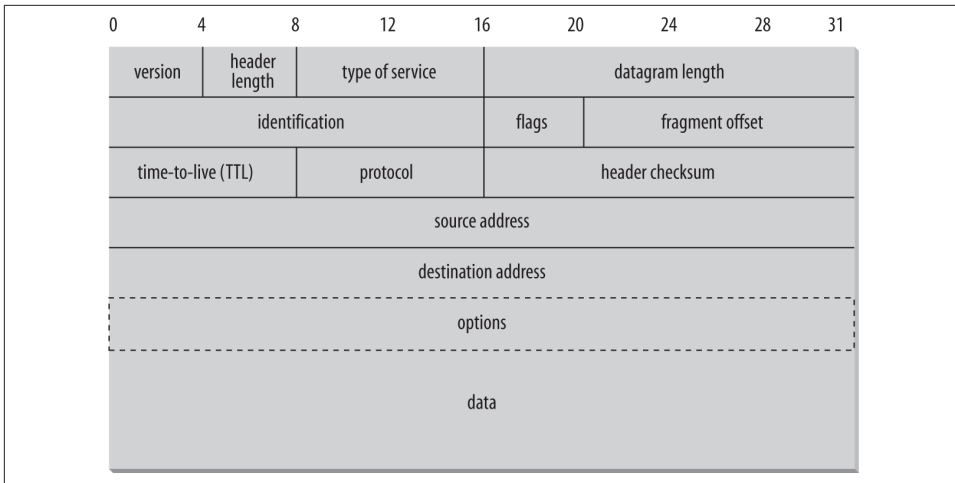 0 4 8 12 16 20 24 28 31
version header length type of service datagram length
identification flags fragment offset
time-to-live (TTL) protocol header checksum
source address
destination address
options
data